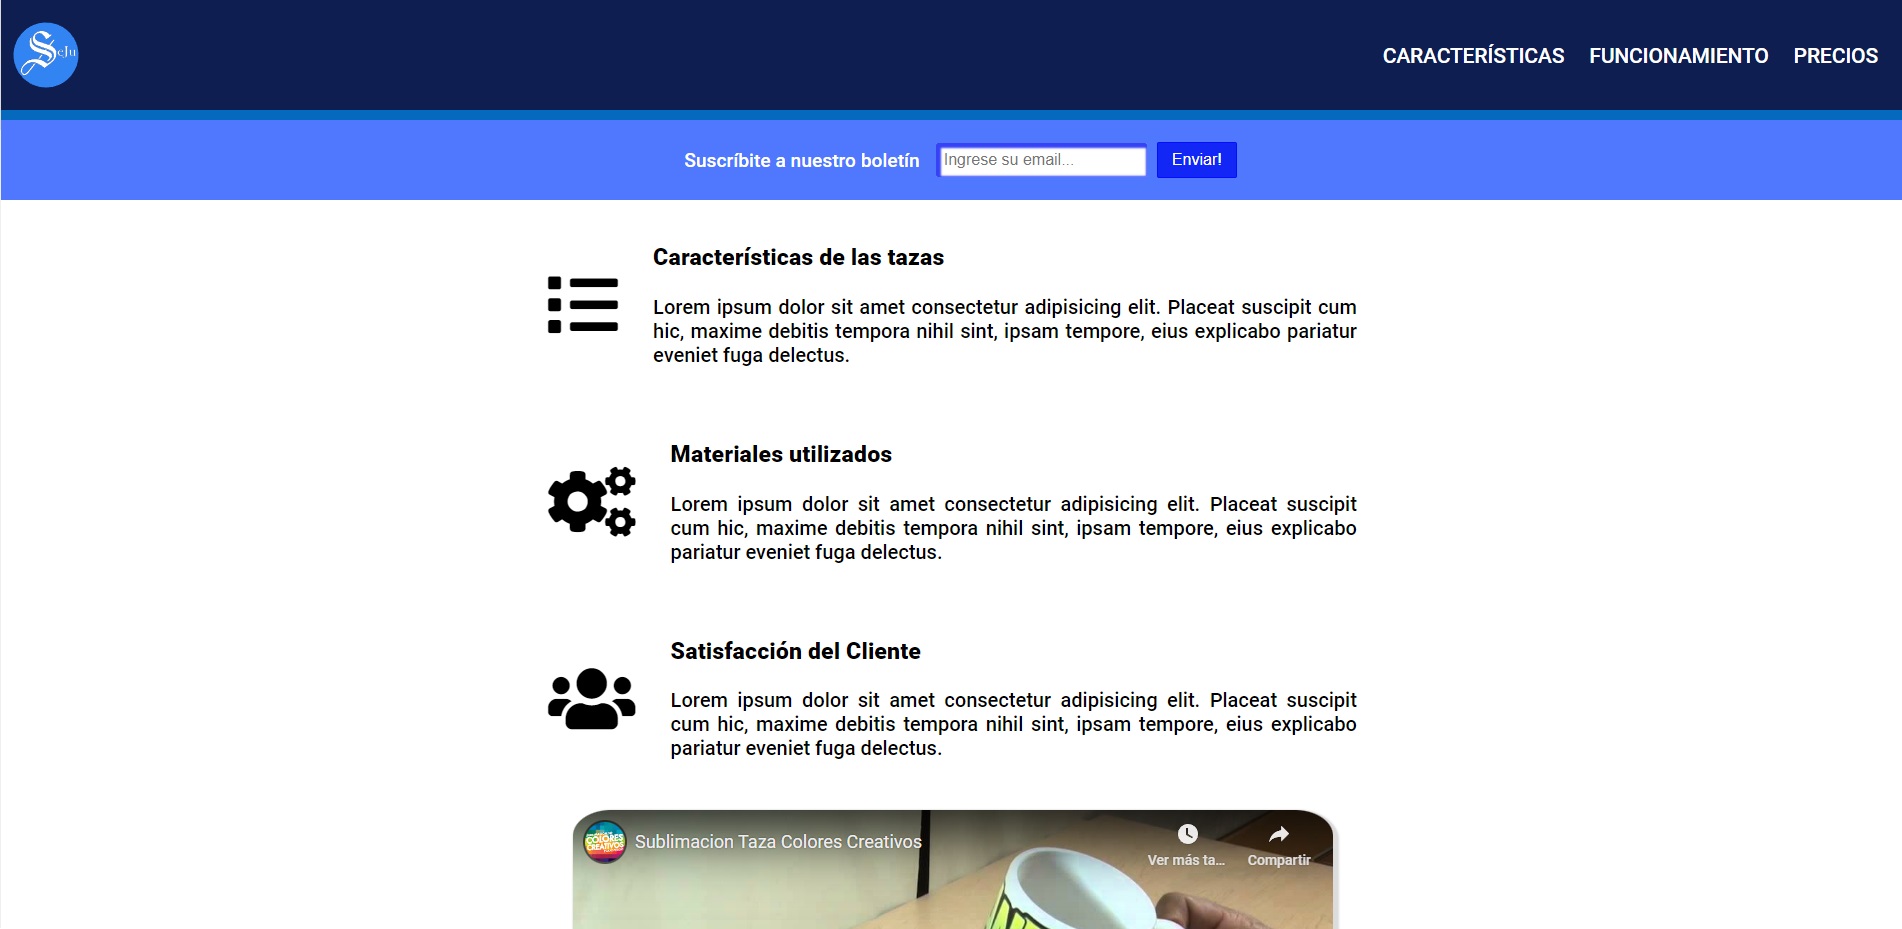 SeJu
CARACTERÍSTICAS FUNCIONAMIENTO PRECIOS
Suscríbite a nuestro boletín Ingrese su email... Enviar!
Características de las tazas
Lorem ipsum dolor sit amet consectetur adipisicing elit. Placeat suscipit cum
hic, maxime debitis tempora nihil sint, ipsam tempore, eius explicabo pariatur
eveniet fuga delectus.
Materiales utilizados
Lorem ipsum dolor sit amet consectetur adipisicing elit. Placeat suscipit
cum hic, maxime debitis tempora nihil sint, ipsam tempore, eius explicabo
pariatur eveniet fuga delectus.
Satisfacción del Cliente
Lorem ipsum dolor sit amet consectetur adipisicing elit. Placeat suscipit
cum hic, maxime debitis tempora nihil sint, ipsam tempore, eius explicabo
pariatur eveniet fuga delectus.
COLORES
CREATIVOS
Sublimacion Taza Colores Creativos
Ver más ta... Compartir